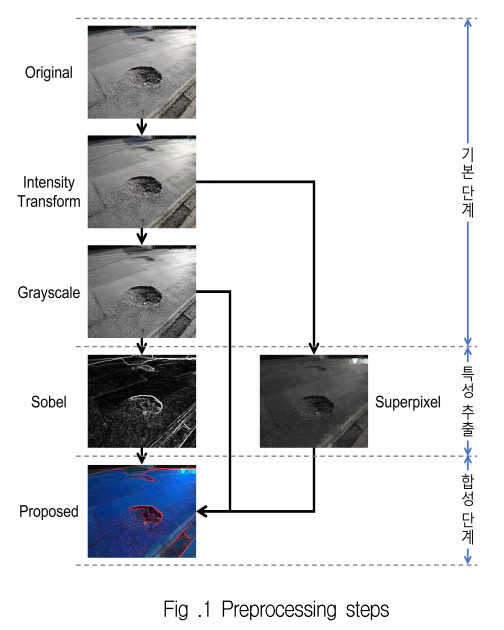 Original
Intensity
Transform
Grayscale
Sobel
Superpixel
Proposed
기본 단계
특성 추출
합성 단계
Fig .1 Preprocessing steps